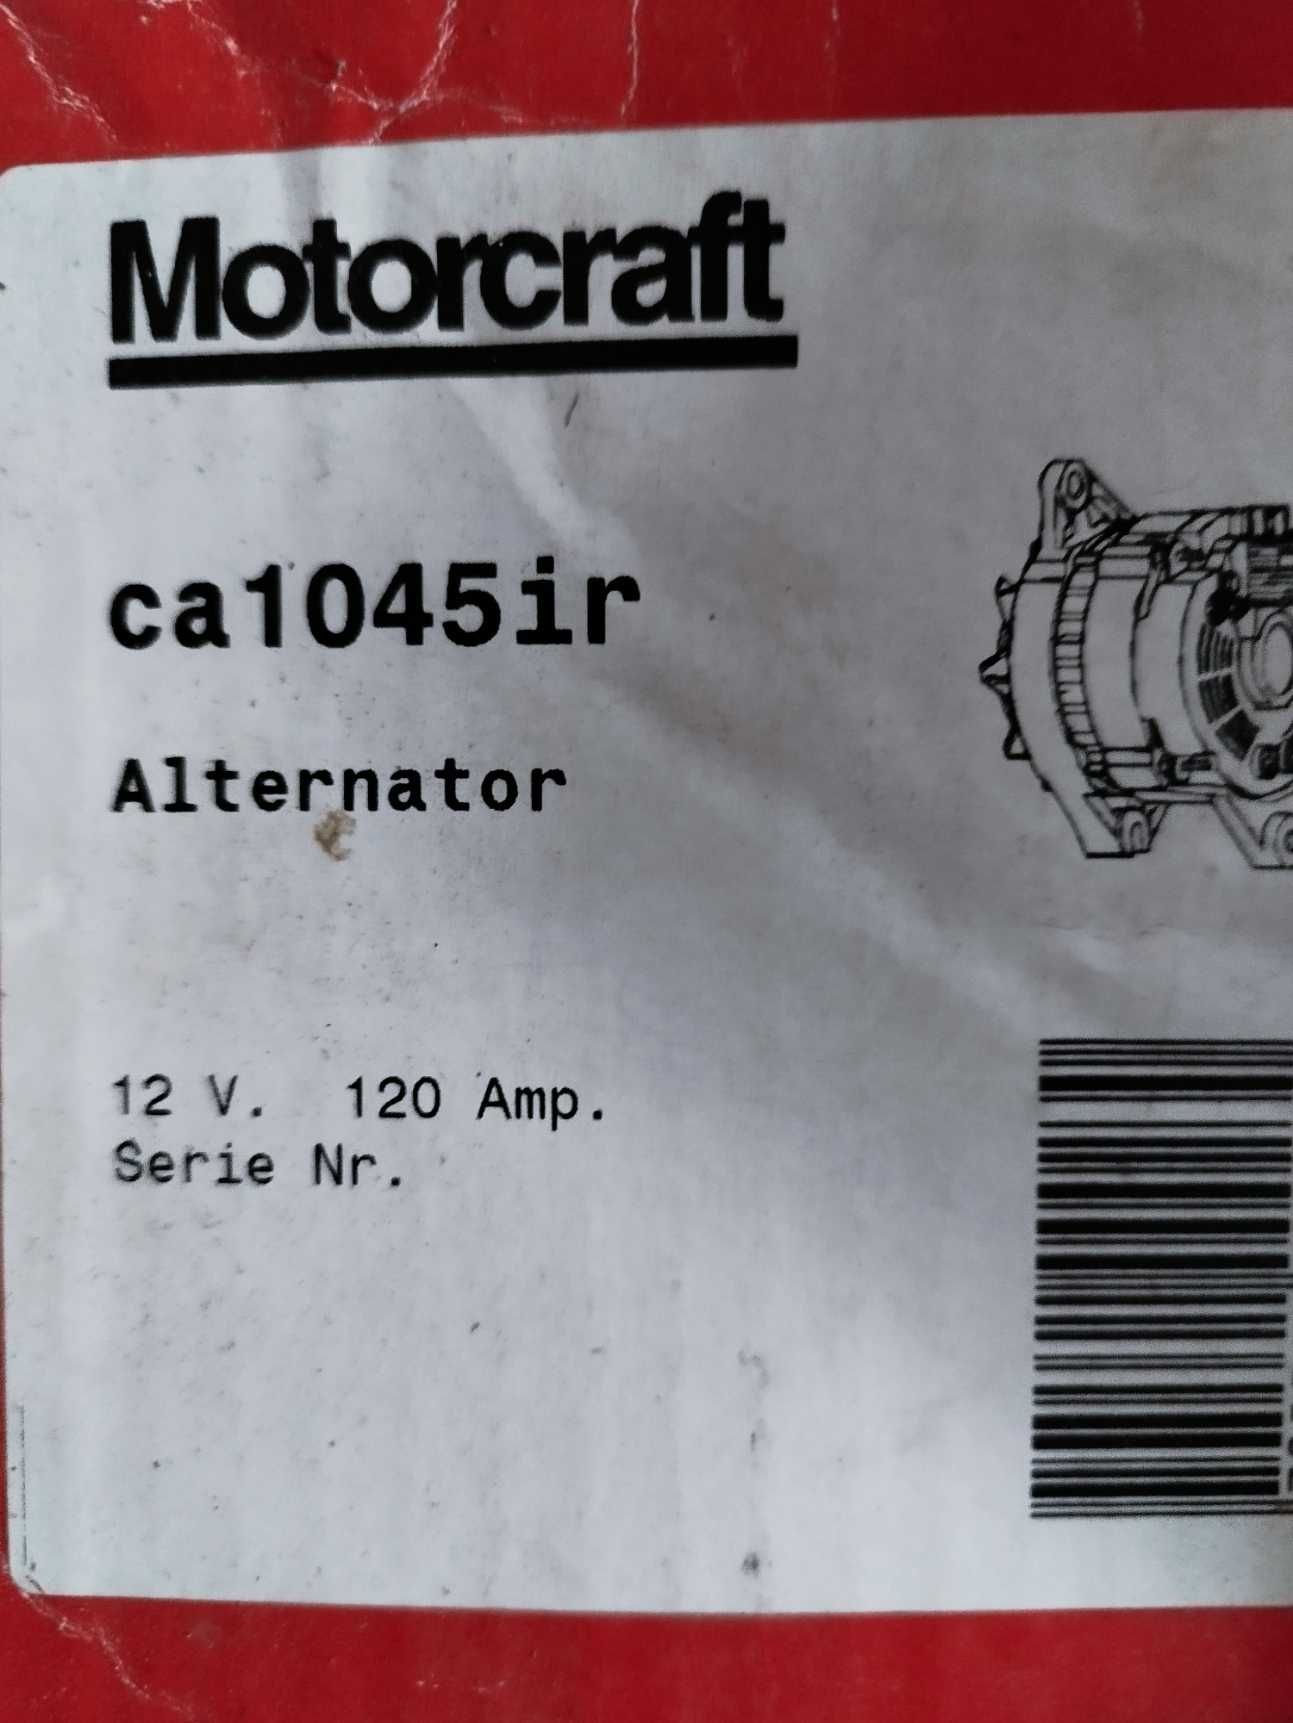 Motorcraft
ca1045ir
Alternator
12 V. 120 Amp.
Serie Nr.